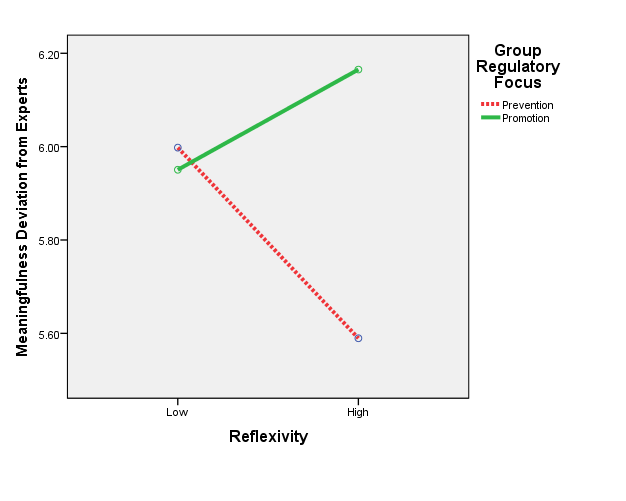 Group
Regulatory
Focus
Prevention
Promotion
Meaningfulness Deviation from Experts
6.20
6.00
5.80
5.60
Low
High
Reflexivity